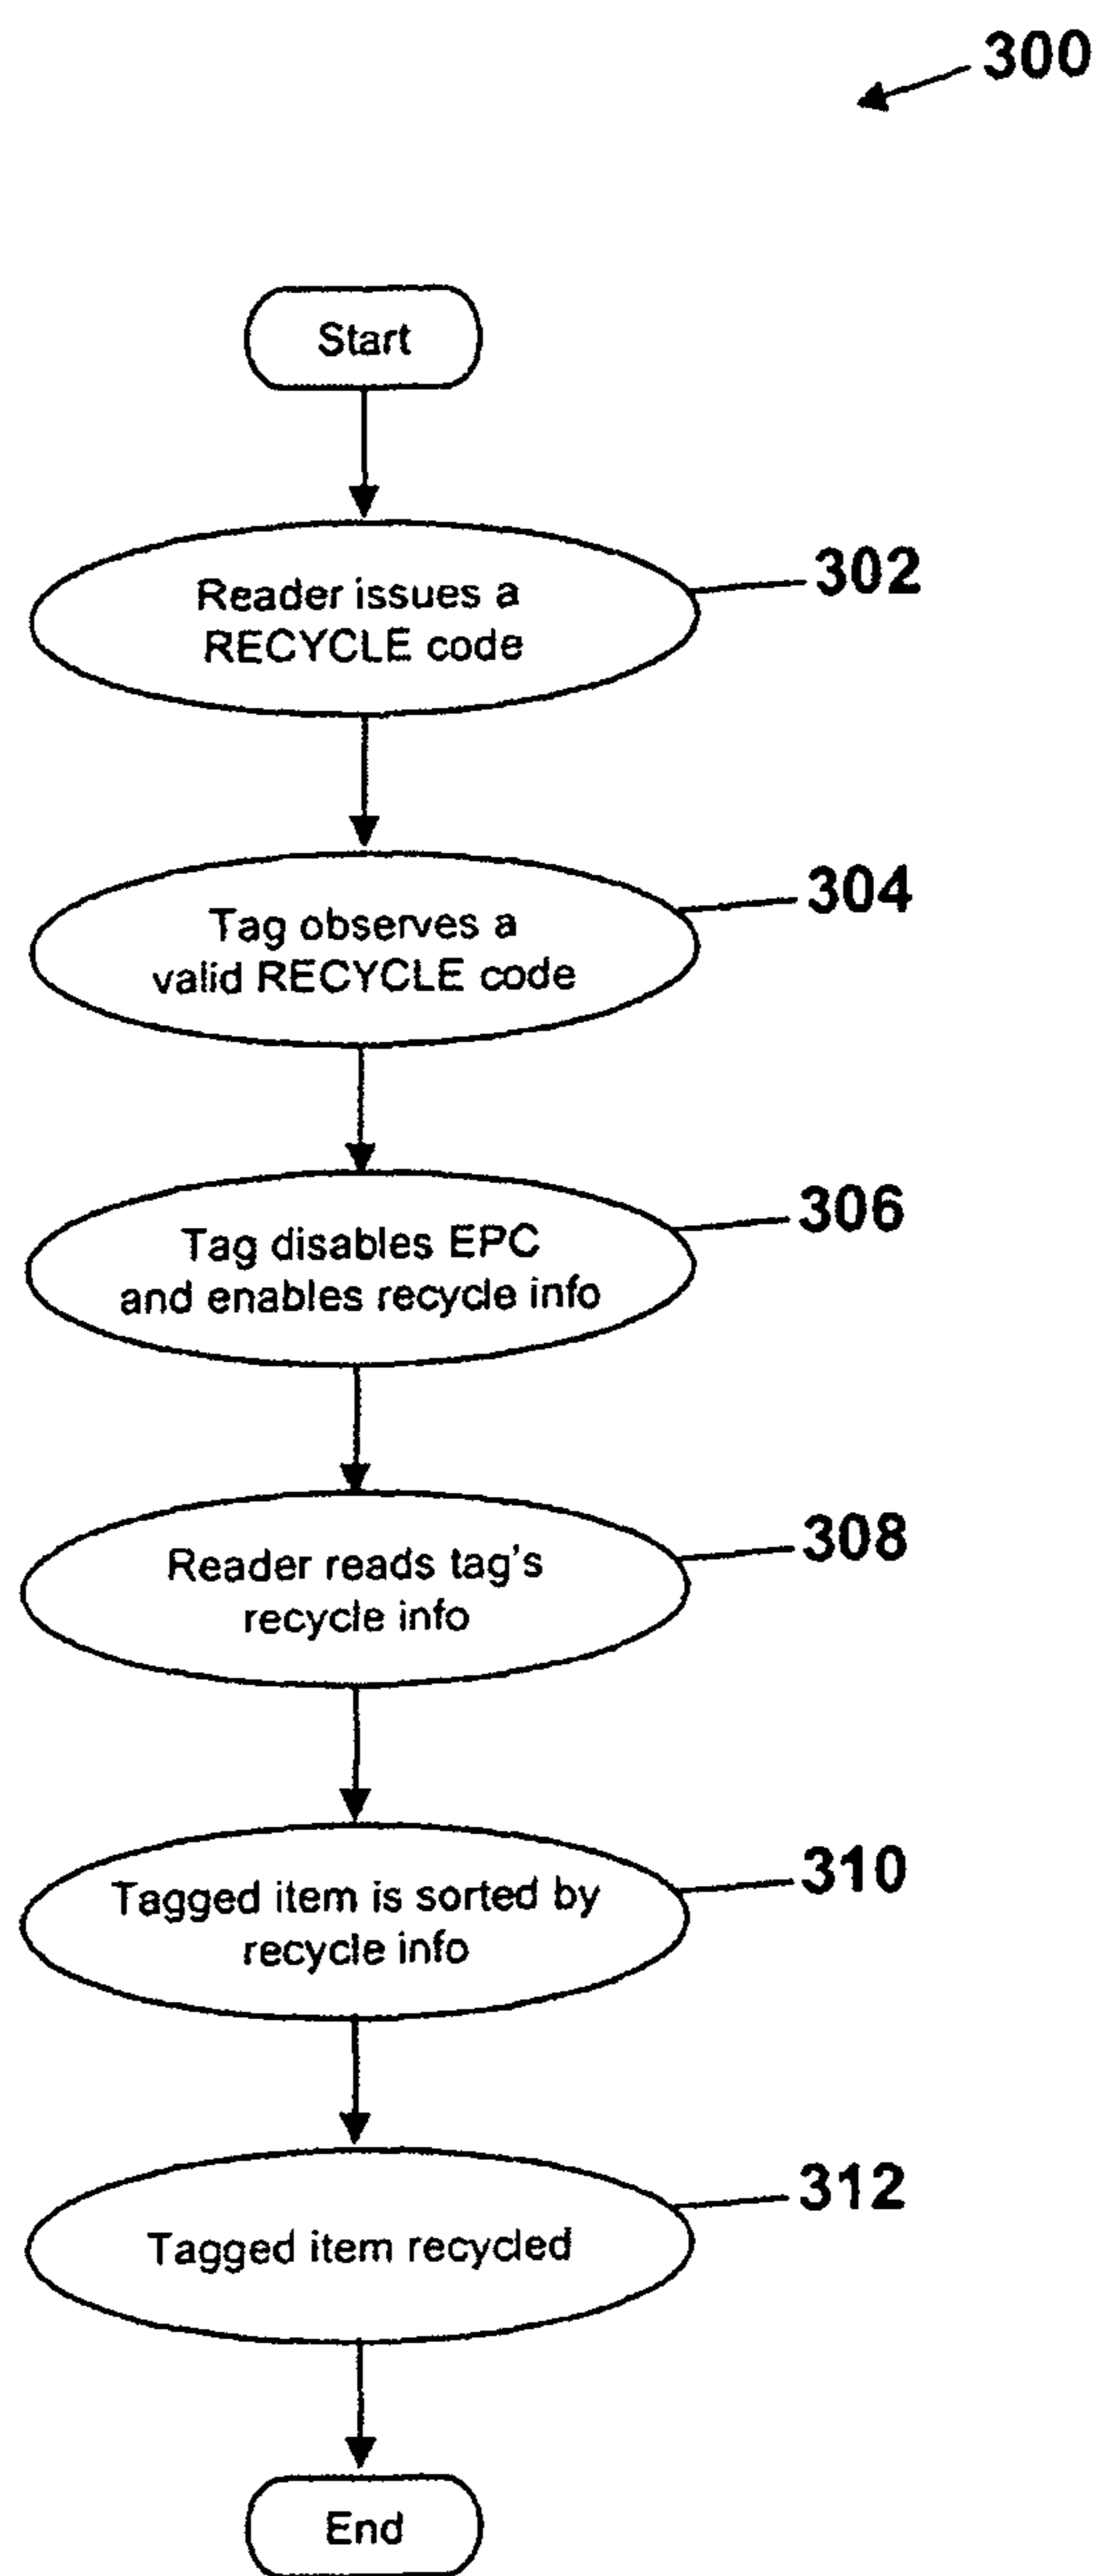 300
Start
Reader issues a
RECYCLE code
302
Tag observes a
valid RECYCLE code
304
Tag disables EPC
and enables recycle info
306
Reader reads tag's
recycle info
308
Tagged item is sorted by
recycle info
310
Tagged item recycled
312
End